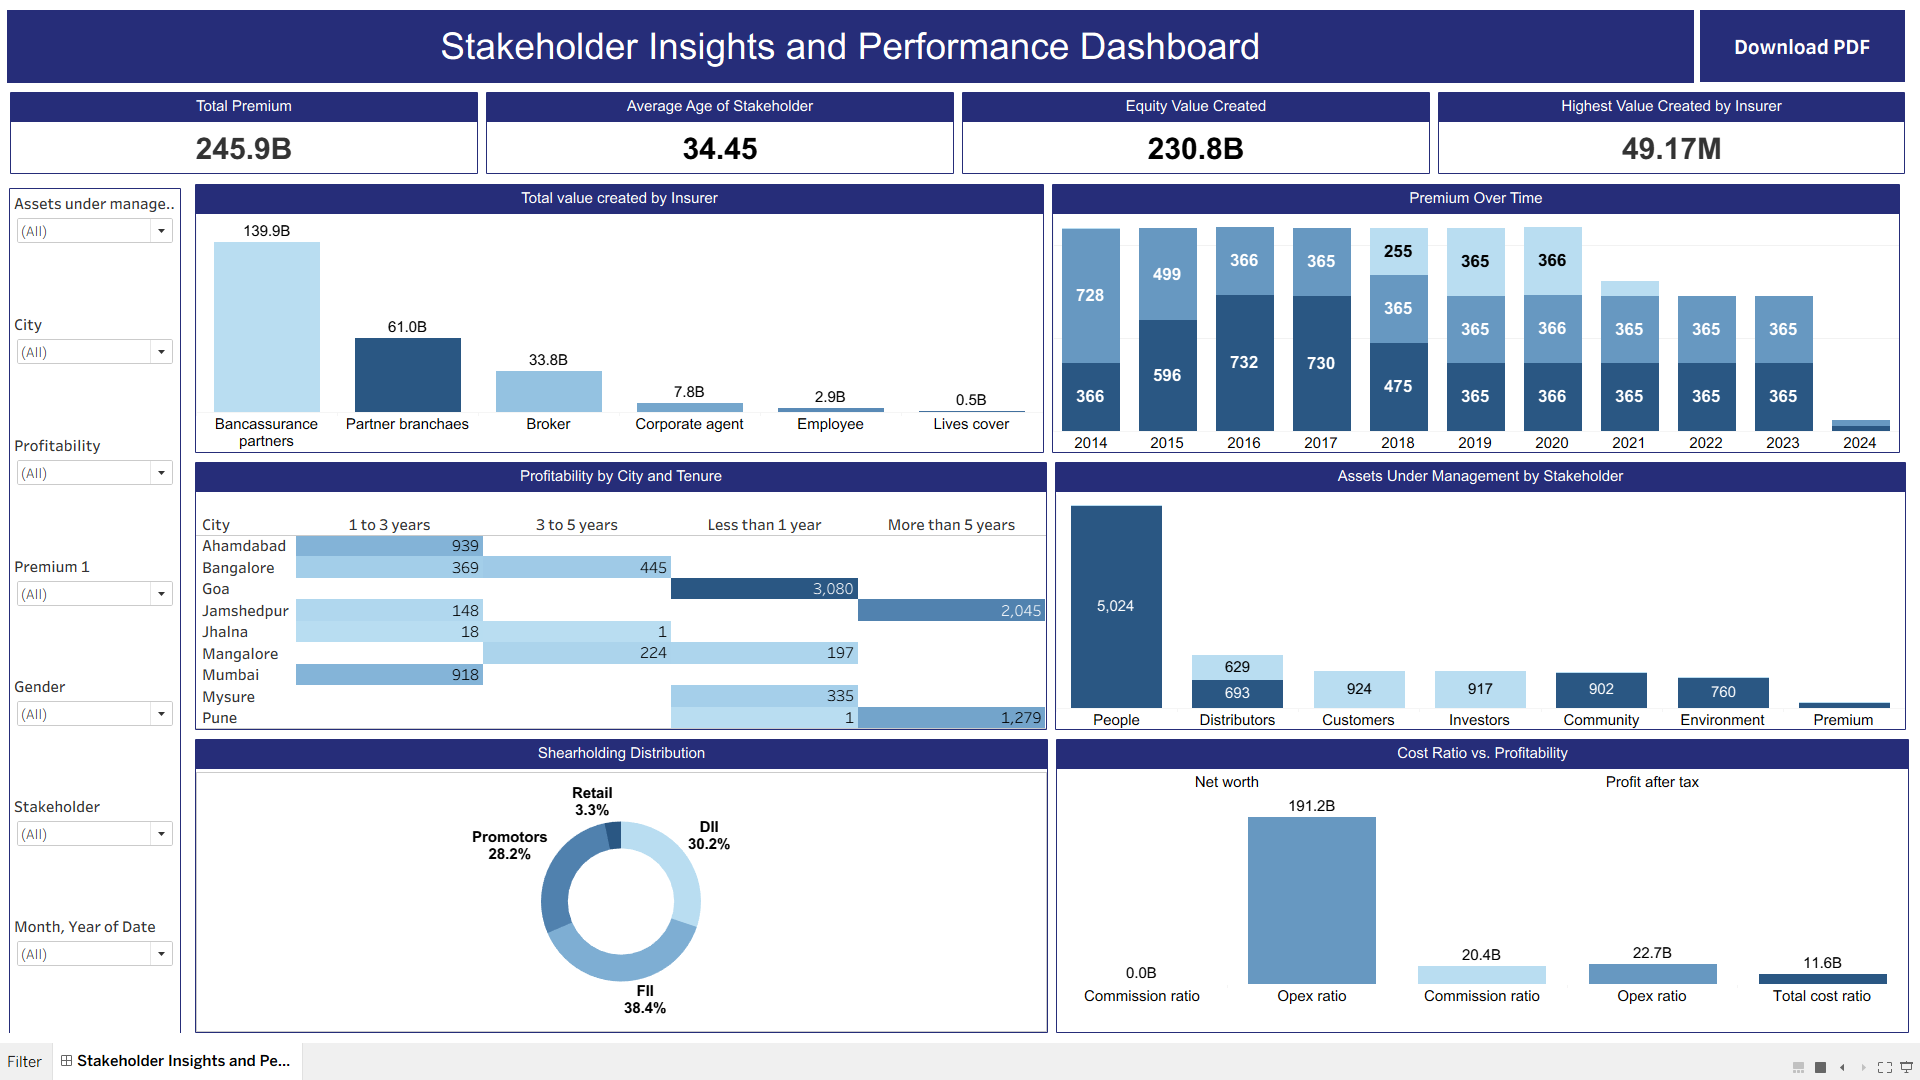 Stakeholder Insights and Performance Dashboard
Download PDF
Total Premium
245.9B
Average Age of Stakeholder
34.45
Equity Value Created
230.8B
Highest Value Created by Insurer
49.17M
Assets under manage..
(All)
City
(All)
Profitability
(All)
Premium 1
(All)
Gender
(All)
Stakeholder
(All)
Month, Year of Date
(All)
Total value created by Insurer
139.9B
61.0B
33.8B
7.8B
2.9B
0.5B
Bancassurance
partners
Partner branchaes
Broker
Corporate agent
Employee
Lives cover
Premium Over Time
728
366
499
596
366
732
365
730
255
365
475
365
365
365
366
366
366
365
365
365
365
365
365
2014
2015
2016
2017
2018
2019
2020
2021
2022
2023
2024
Profitability by City and Tenure
City 1 to 3 years 3 to 5 years Less than 1 year More than 5 years
Ahamdabad 939
Bangalore 369 445
Goa 3,080
Jamshedpur 148 2,045
Jhalna 18 1
Mangalore 224 197
Mumbai 918
Mysure 335
Pune 1 1,279
Assets Under Management by Stakeholder
5,024
629
693
924
917
902
760
People
Distributors
Customers
Investors
Community
Environment
Premium
Shearholding Distribution
Retail
3.3%
DII
30.2%
Promotors
28.2%
FII
38.4%
Cost Ratio vs. Profitability
Net worth
Profit after tax
0.0B
191.2B
20.4B
22.7B
11.6B
Commission ratio
Opex ratio
Commission ratio
Opex ratio
Total cost ratio
Filter
Stakeholder Insights and Pe...